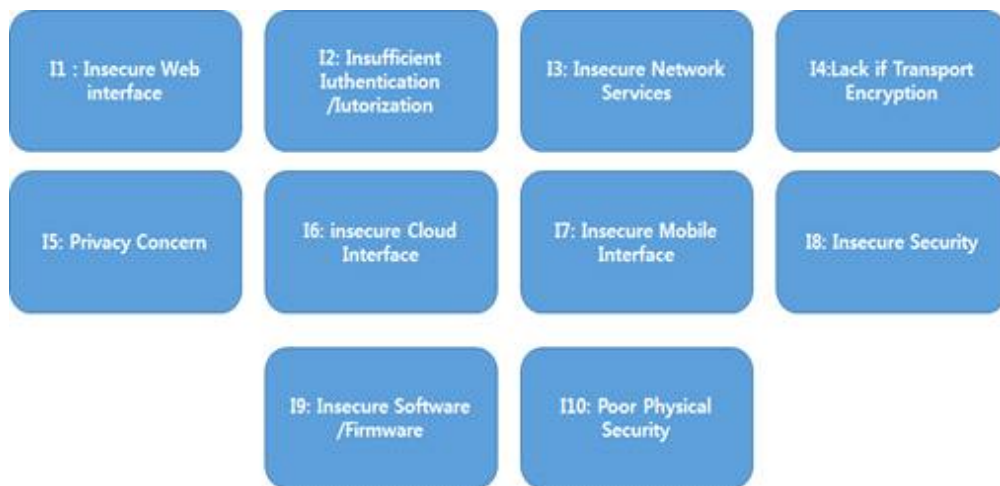 I1 : Insecure Web
interface
I2: Insufficient
Iuthentication
/Iutorization
I3: Insecure Network
Services
I4:Lack if Transport
Encryption
I5: Privacy Concern
I6: insecure Cloud
Interface
I7: Insecure Mobile
Interface
I8: Insecure Security
I9: Insecure Software
/Firmware
I10: Poor Physical
Security